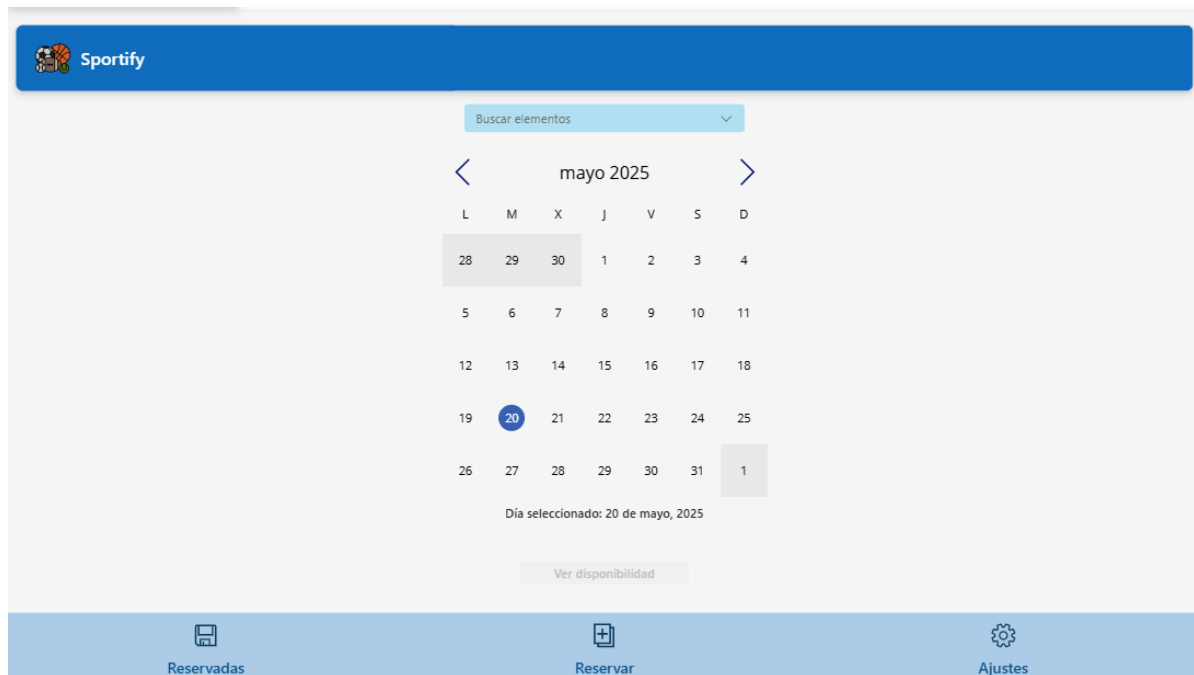 Sportify
Buscar elementos
mayo 2025
L M X J V S D
28 29 30 1 2 3 4
5 6 7 8 9 10 11
12 13 14 15 16 17 18
19 20 21 22 23 24 25
26 27 28 29 30 31 1
Día seleccionado: 20 de mayo, 2025
Ver disponibilidad
Reservadas Reservar Ajustes